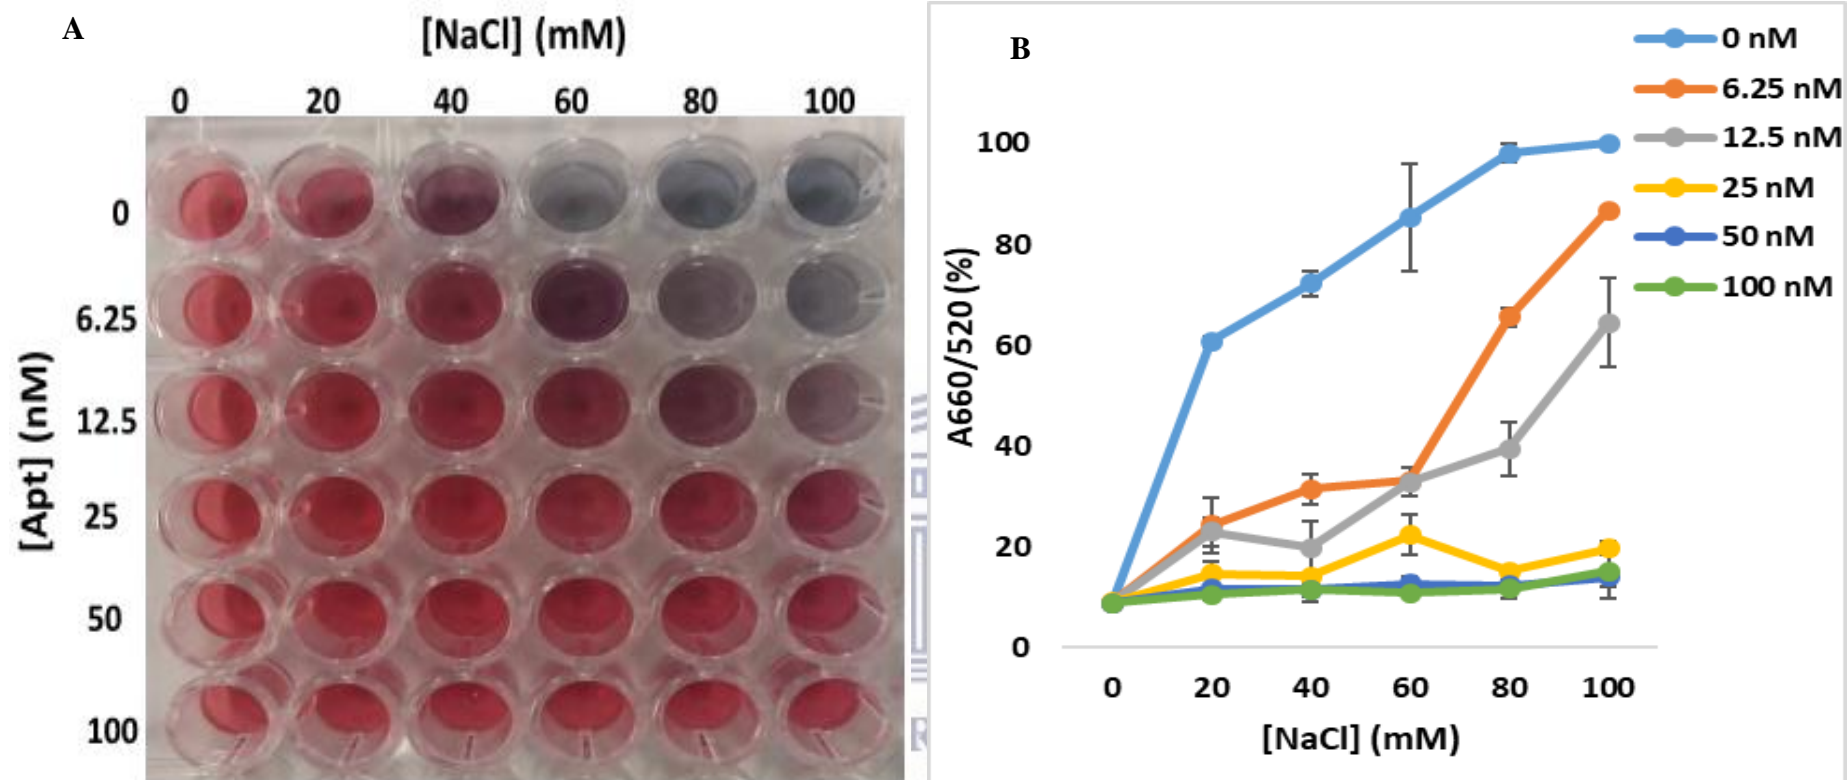 A
[NaCl] (mM)
0 20 40 60 80 100
[Apt] (nM)
0
6.25
12.5
25
50
100
B
0 nM
6.25 nM
12.5 nM
25 nM
50 nM
100 nM
A660/520 (%)
100
80
60
40
20
0
0 20 40 60 80 100
[NaCl] (mM)